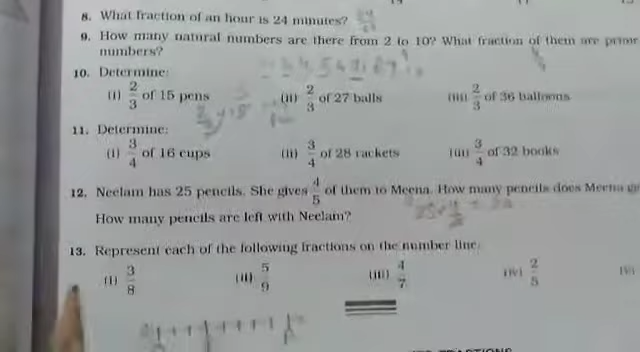 8. What fraction of an hour is 24 minutes?
9. How many natural numbers are there from 2 to 10? What fraction of them are prime
numbers?
10. Determine:
(i) 2/3 of 15 pens (ii) 2/3 of 27 balls (iii) 2/3 of 36 balloons
11. Determine:
(i) 3/4 of 16 cups (ii) 3/4 of 28 rackets (iii) 3/4 of 32 books
12. Neelam has 25 pencils. She gives 4/5 of them to Meena. How many pencils does Meena
How many pencils are left with Neelam?
13. Represent each of the following fractions on the number line:
(i) 3/8 (ii) 5/9 (iii) 4/7 (iv) 2/5